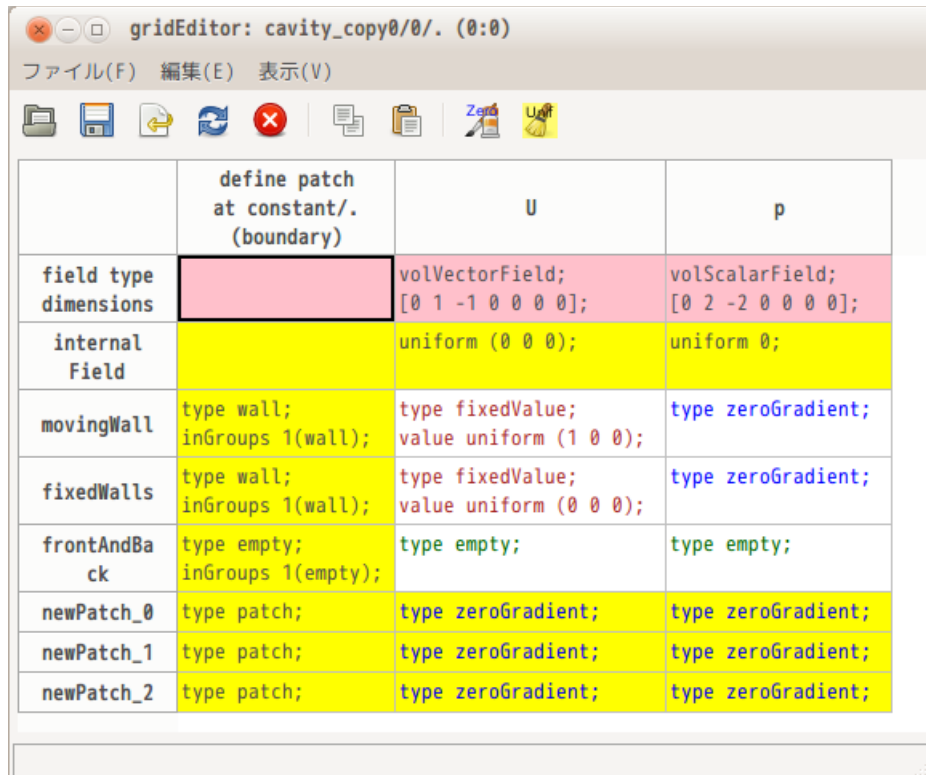 gridEditor: cavity_copy0/0/. (0:0)
ファイル(F) 編集(E) 表示(V)
Zero
Unif
define patch
at constant/.
(boundary)
U
p
field type
dimensions
volVectorField;
[0 1 -1 0 0 0 0];
volScalarField;
[0 2 -2 0 0 0 0];
internal
Field
uniform (0 0 0);
uniform 0;
movingWall
type wall;
inGroups 1(wall);
type fixedValue;
value uniform (1 0 0);
type zeroGradient;
fixedWalls
type wall;
inGroups 1(wall);
type fixedValue;
value uniform (0 0 0);
type zeroGradient;
frontAndBa
ck
type empty;
inGroups 1(empty);
type empty;
type empty;
newPatch_0
type patch;
type zeroGradient;
type zeroGradient;
newPatch_1
type patch;
type zeroGradient;
type zeroGradient;
newPatch_2
type patch;
type zeroGradient;
type zeroGradient;